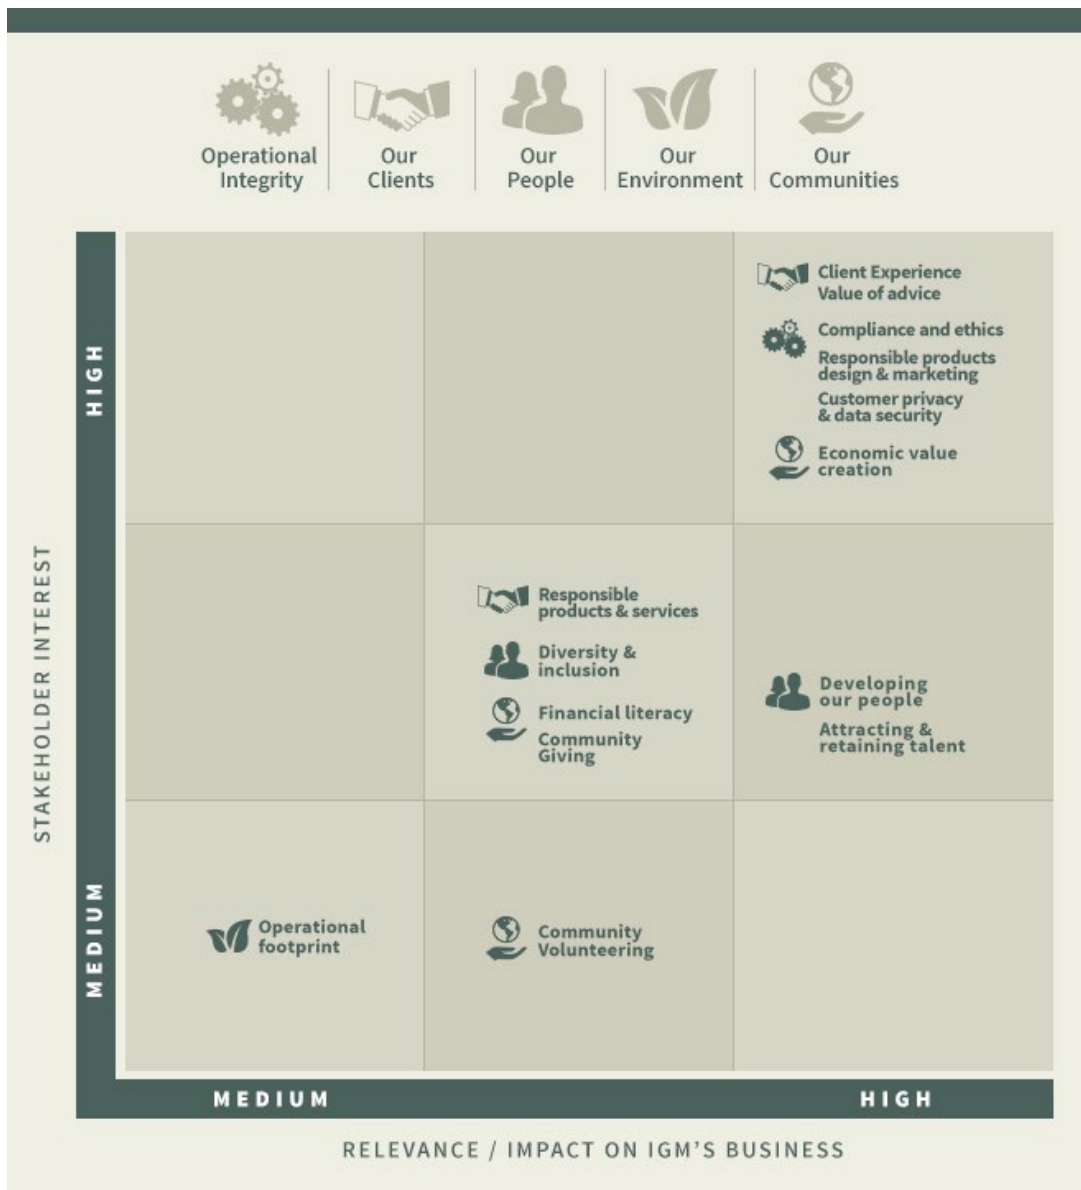 Operational
Integrity
Our
Clients
Our
People
Our
Environment
Our
Communities
HIGH
Client Experience
Value of advice
Compliance and ethics
Responsible products
design & marketing
Customer privacy
& data security
Economic value
creation
STAKEHOLDER INTEREST
Responsible
products & services
Diversity &
inclusion
Financial literacy
Community
Giving
Developing
our people
Attracting &
retaining talent
MEDIUM
Operational
footprint
Community
Volunteering
MEDIUM
HIGH
RELEVANCE / IMPACT ON IGM'S BUSINESS